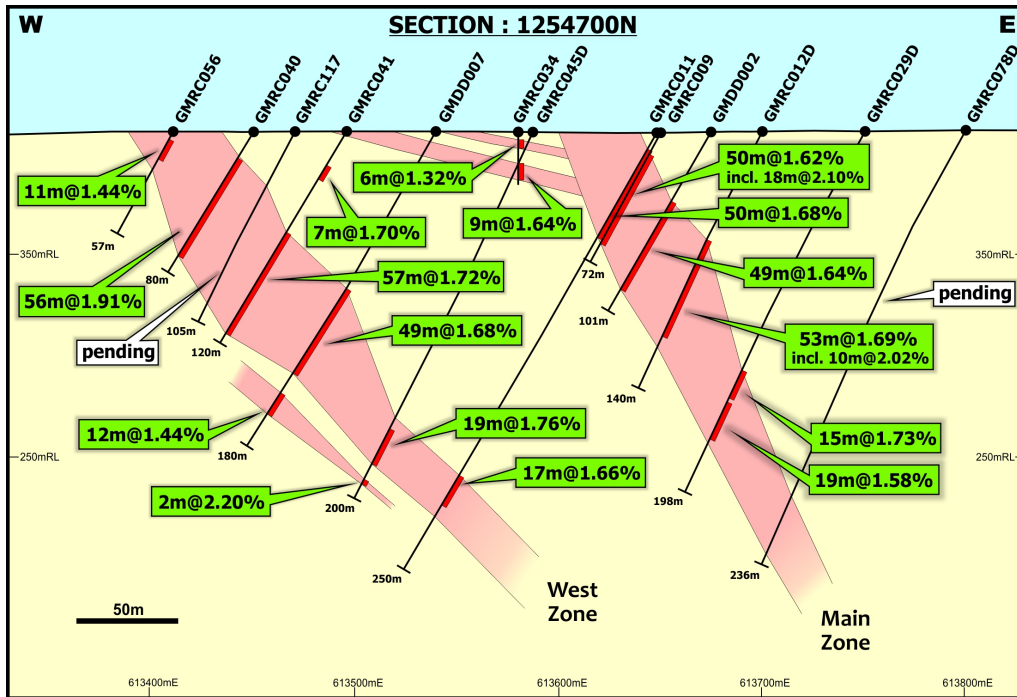 W
SECTION : 1254700N
E
GMRC056
GMRC040
GMRC117
GMRC041
GMDD007
GMRC034
GMRC045D
GMRC011
GMRC009
GMDD002
GMRC012D
GMRC029D
GMRC078D
11m@1.44%
6m@1.32%
50m@1.62%
incl. 18m@2.10%
7m@1.70%
9m@1.64%
50m@1.68%
57m
350mRL
350mRL
56m@1.91%
80m
57m@1.72%
72m
49m@1.64%
pending
pending
105m
120m
49m@1.68%
101m
53m@1.69%
incl. 10m@2.02%
140m
12m@1.44%
180m
19m@1.76%
15m@1.73%
250mRL
250mRL
2m@2.20%
200m
17m@1.66%
19m@1.58%
198m
250m
236m
West
Zone
Main
Zone
50m
613400mE
613500mE
613600mE
613700mE
613800mE